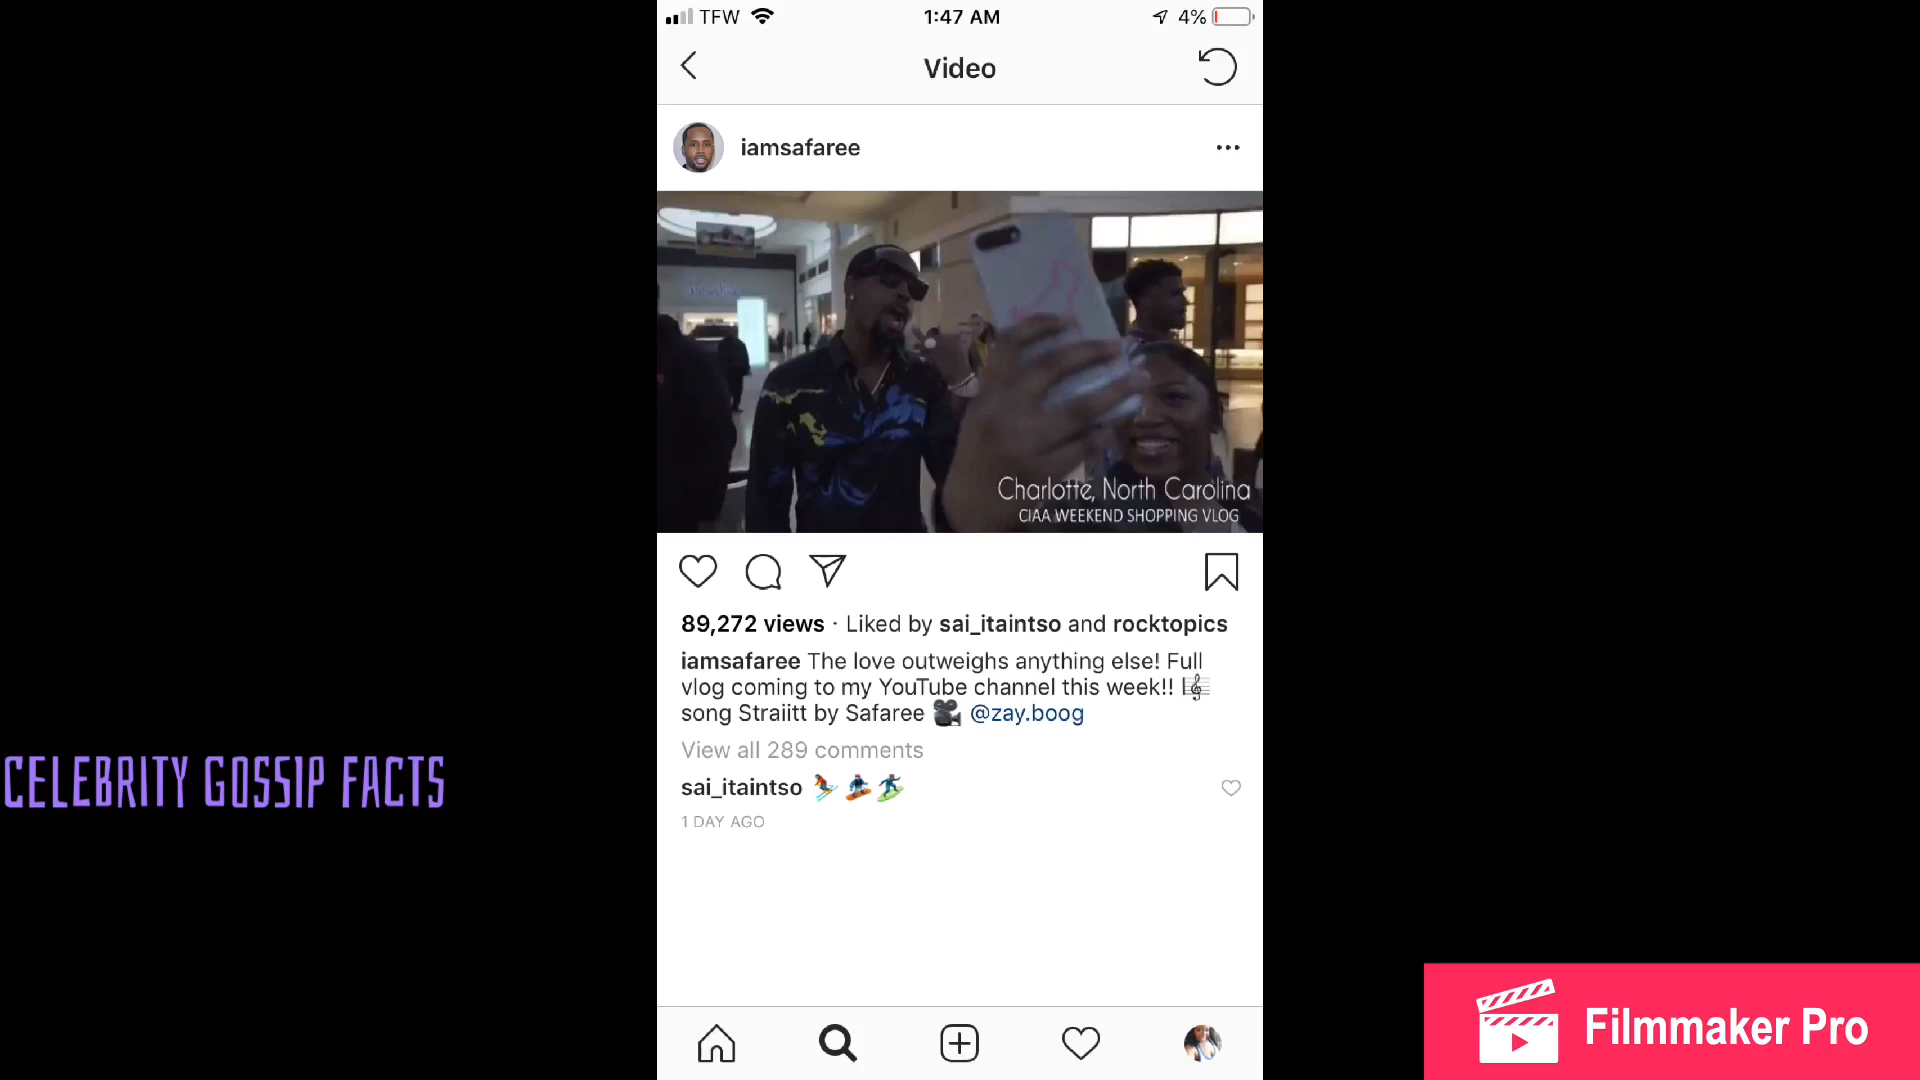 TFW 1:47 AM 4%
Video
iamsafaree
Charlotte, North Carolina
CIAA WEEKEND SHOPPING VLOG
89,272 views · Liked by sai_itaintso and rocktopics
iamsafaree The love outweighs anything else! Full
vlog coming to my YouTube channel this week!! 🎼
song Straiitt by Safaree 🎥 @zay.boog
View all 289 comments
sai_itaintso ⛷🏂🏄
1 DAY AGO
CELEBRITY GOSSIP FACTS
Filmmaker Pro